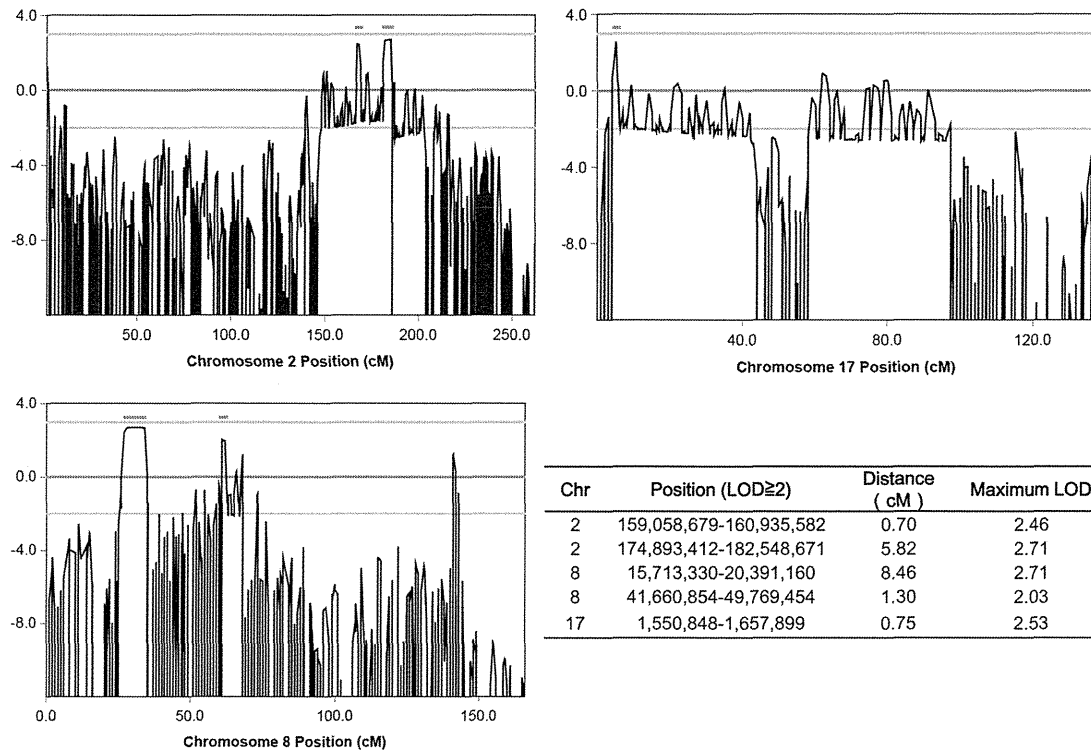 4.0
0.0
-4.0
-8.0
50.0 100.0 150.0 200.0 250.0
Chromosome 2 Position (cM)
4.0
0.0
-4.0
-8.0
40.0 80.0 120.0
Chromosome 17 Position (cM)
4.0
0.0
-4.0
-8.0
0.0 50.0 100.0 150.0
Chromosome 8 Position (cM)
Chr Position (LOD≧2) Distance ( cM ) Maximum LOD
2 159,058,679-160,935,582 0.70 2.46
2 174,893,412-182,548,671 5.82 2.71
8 15,713,330-20,391,160 8.46 2.71
8 41,660,854-49,769,454 1.30 2.03
17 1,550,848-1,657,899 0.75 2.53